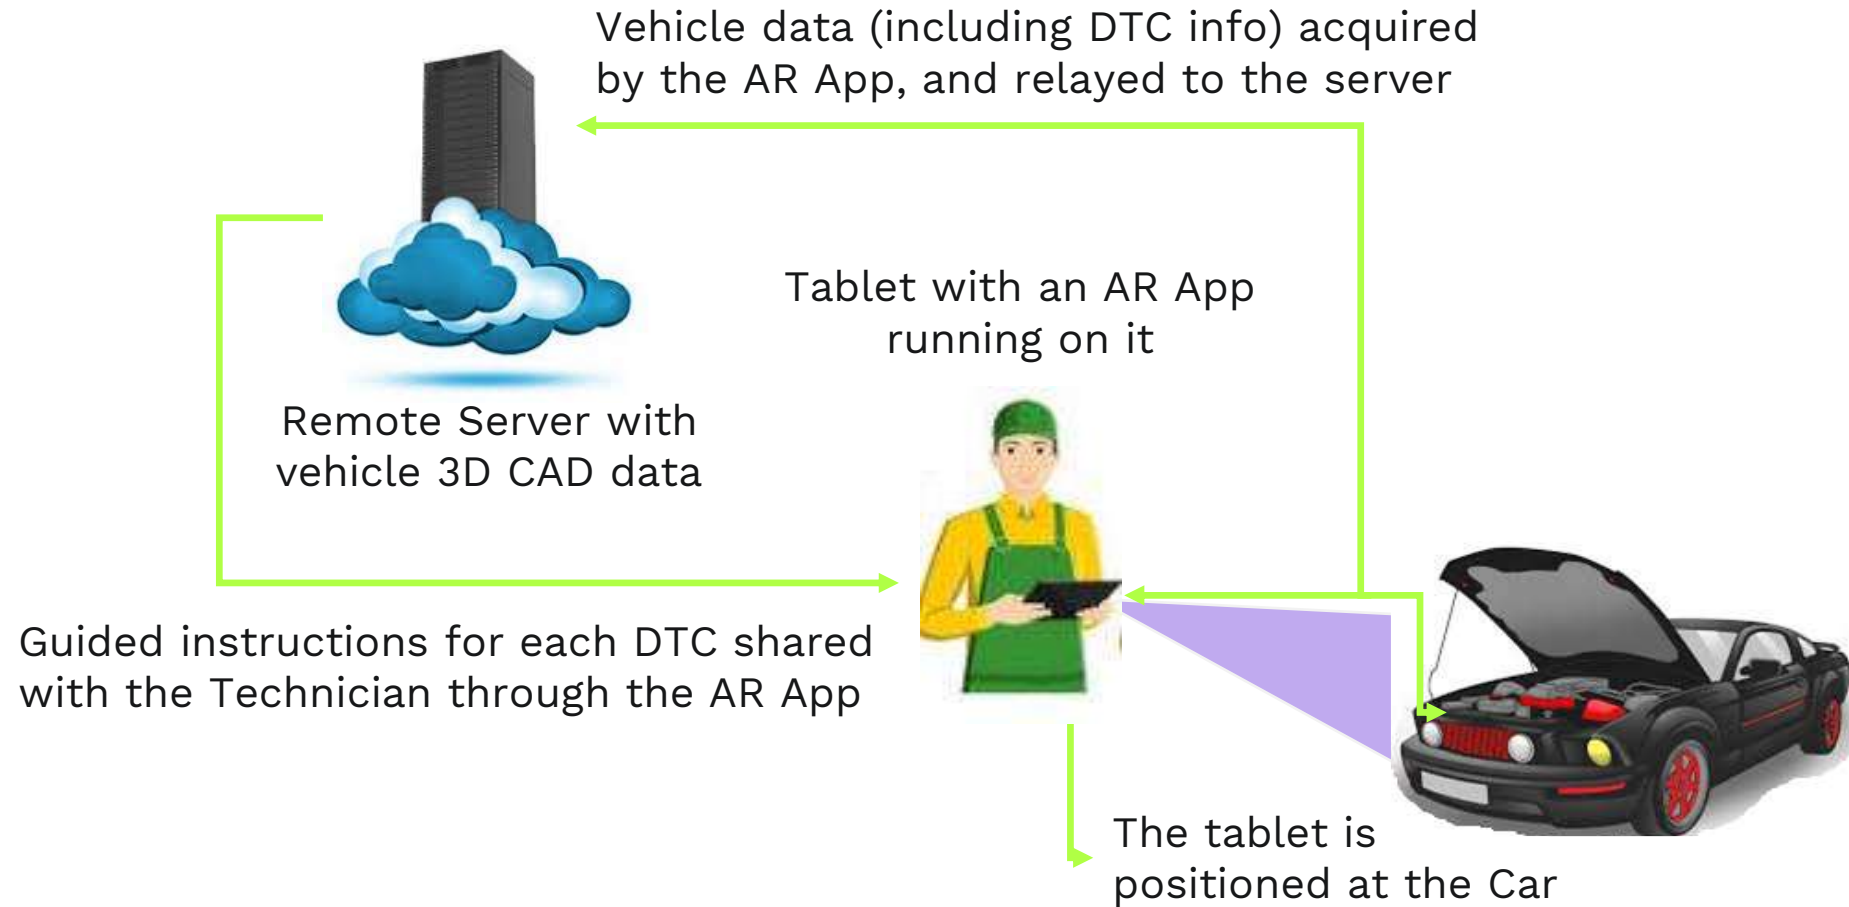 Vehicle data (including DTC info) acquired
by the AR App, and relayed to the server
Tablet with an AR App
running on it
Remote Server with
vehicle 3D CAD data
Guided instructions for each DTC shared
with the Technician through the AR App
The tablet is
positioned at the Car